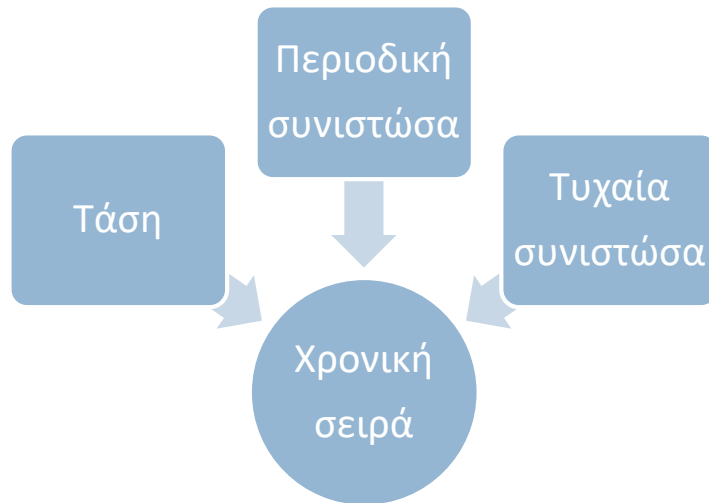 Περιοδική
συνιστώσα
Τάση
Τυχαία
συνιστώσα
Χρονική
σειρά